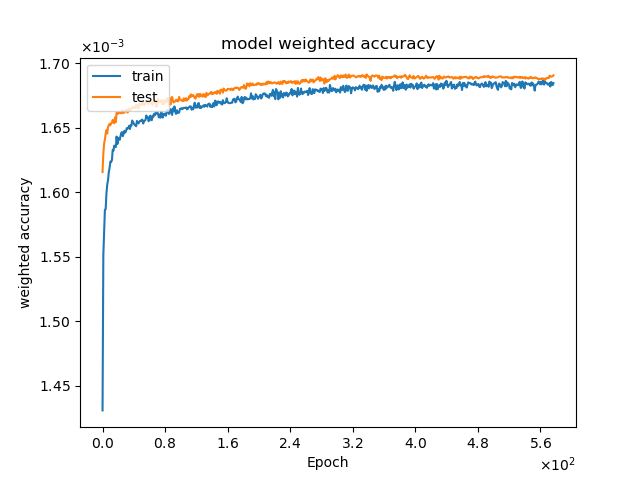 model weighted accuracy
×10⁻³
1.70
1.65
1.60
1.55
1.50
1.45
weighted accuracy
train
test
0.0 0.8 1.6 2.4 3.2 4.0 4.8 5.6
Epoch
×10²